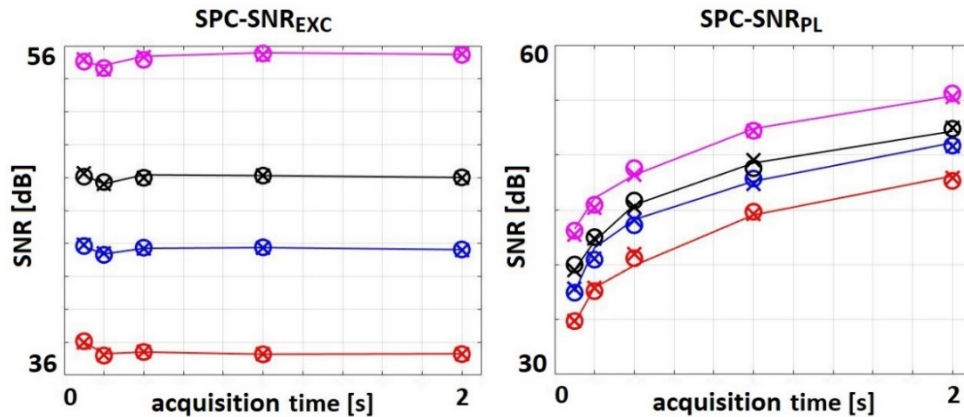 SPC-SNR_EXC
56
SNR [dB]
36
0
2
acquisition time [s]
SPC-SNR_PL
60
SNR [dB]
30
0
2
acquisition time [s]